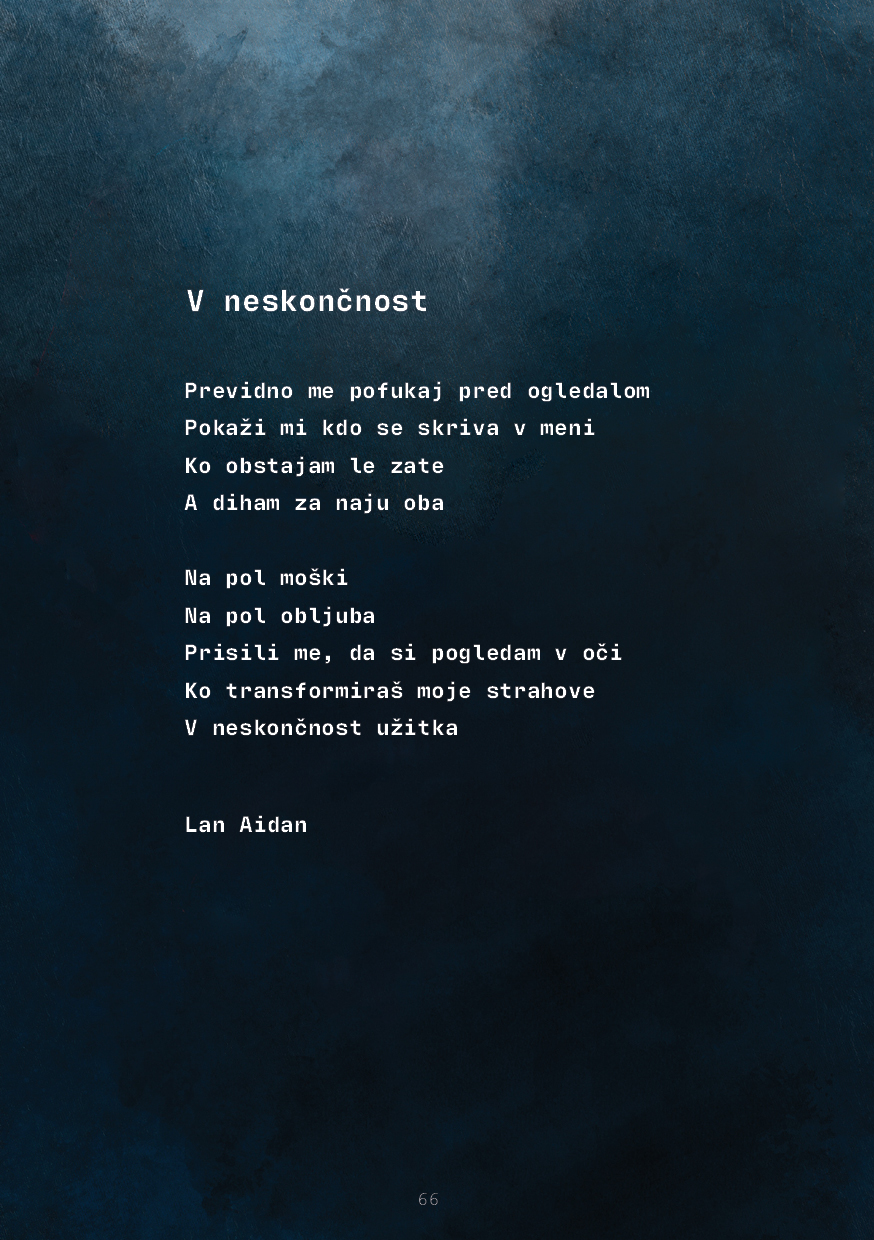 V neskončnost
Previdno me pofukaj pred ogledalom
Pokaži mi kdo se skriva v meni
Ko obstajam le zate
A diham za naju oba
Na pol moški
Na pol obljuba
Prisili me, da si pogledam v oči
Ko transformiraš moje strahove
V neskončnost užitka
Lan Aidan
66